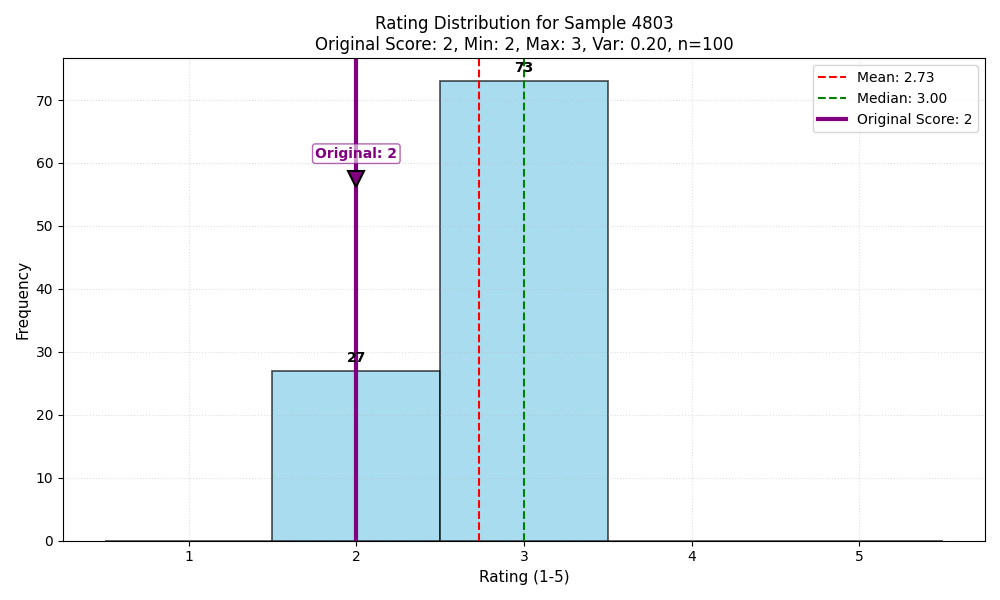 Rating Distribution for Sample 4803
Original Score: 2, Min: 2, Max: 3, Var: 0.20, n=100
73
Mean: 2.73
Median: 3.00
Original Score: 2
Original: 2
27
Frequency
70
60
50
40
30
20
10
0
1
2
3
4
5
Rating (1-5)